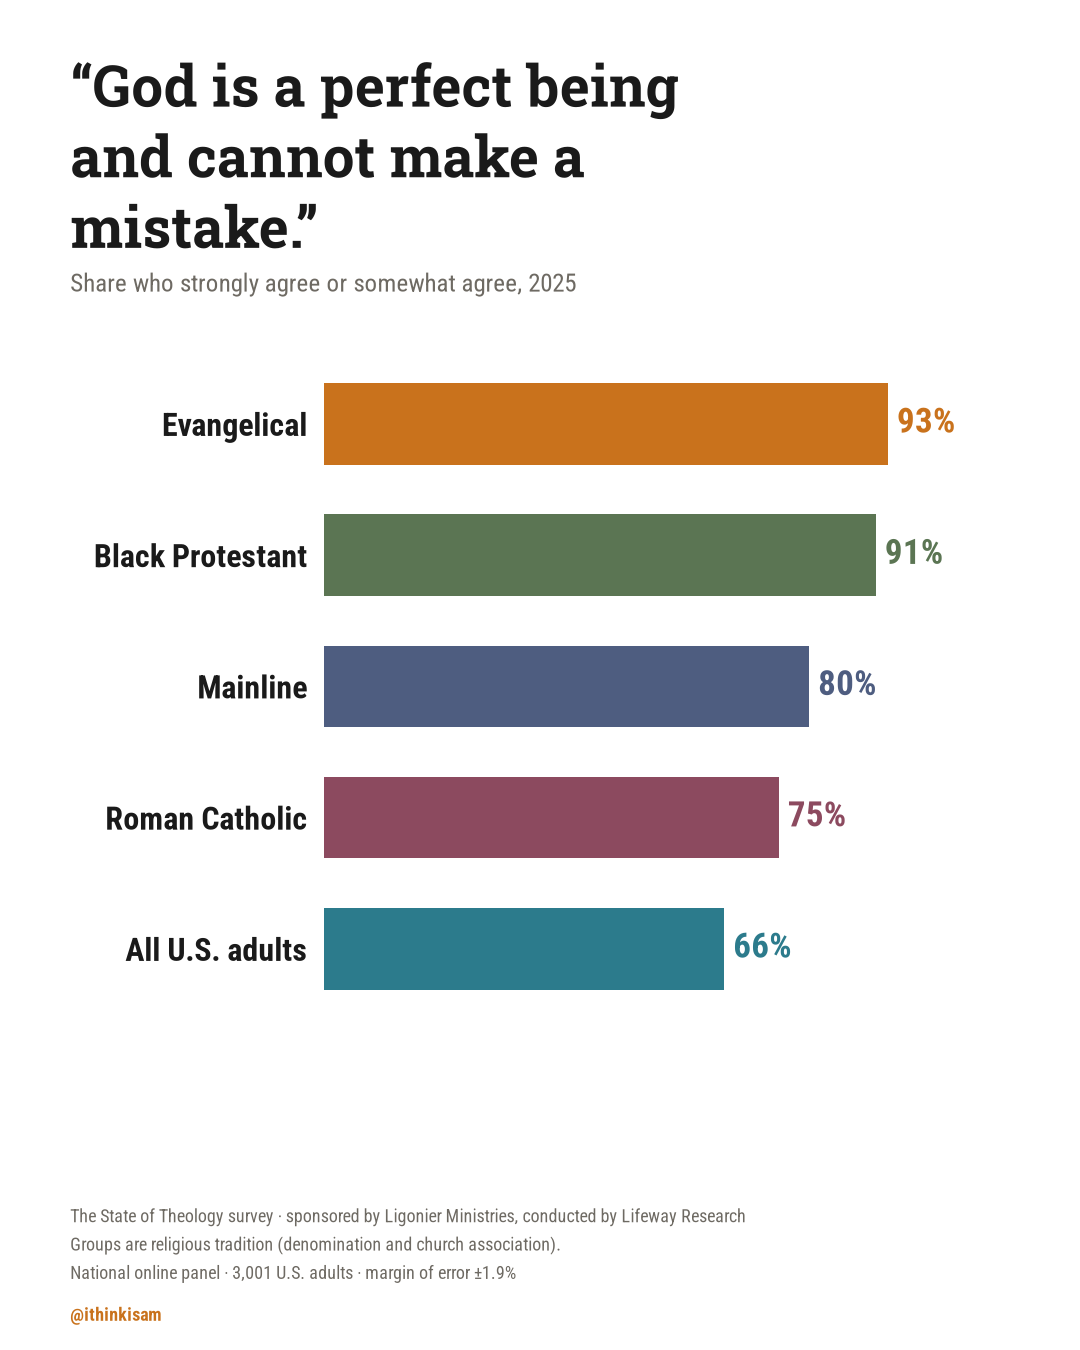 “God is a perfect being
and cannot make a
mistake.”
Share who strongly agree or somewhat agree, 2025
Evangelical 93%
Black Protestant 91%
Mainline 80%
Roman Catholic 75%
All U.S. adults 66%
The State of Theology survey · sponsored by Ligonier Ministries, conducted by Lifeway Research
Groups are religious tradition (denomination and church association).
National online panel · 3,001 U.S. adults · margin of error ±1.9%
@ithinkisam